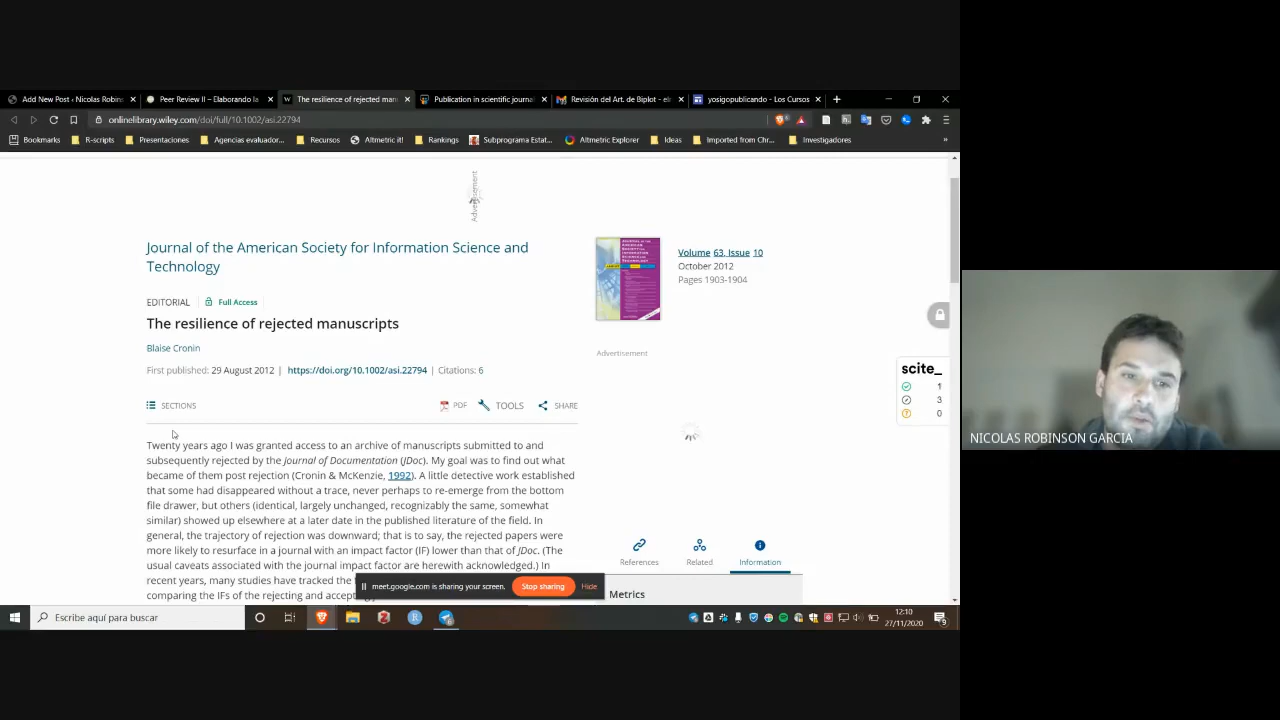 Add New Post ‹ Nicolas Robins
Peer Review II – Elaborando la
The resilience of rejected manu
Publication in scientific journal
Revisión del Art. de Biplot - el
yosigopublicando - Los Cursos
onlinelibrary.wiley.com/doi/full/10.1002/asi.22794
Bookmarks
R-scripts
Presentaciones
Agencias evaluador...
Recursos
Altmetric it!
Rankings
Subprograma Estat...
Altmetric Explorer
Ideas
Imported from Chr...
Investigadores
»
Advertisement
Journal of the American Society for Information Science and
Technology
Volume 63, Issue 10
October 2012
Pages 1903-1904
EDITORIAL
Full Access
The resilience of rejected manuscripts
Blaise Cronin
Advertisement
First published: 29 August 2012 | https://doi.org/10.1002/asi.22794 | Citations: 6
scite_
1
3
0
SECTIONS
PDF
TOOLS
SHARE
Twenty years ago I was granted access to an archive of manuscripts submitted to and
subsequently rejected by the Journal of Documentation (JDoc). My goal was to find out what
became of them post rejection (Cronin & McKenzie, 1992). A little detective work established
that some had disappeared without a trace, never perhaps to re-emerge from the bottom
file drawer, but others (identical, largely unchanged, recognizably the same, somewhat
similar) showed up elsewhere at a later date in the published literature of the field. In
general, the trajectory of rejection was downward; that is to say, the rejected papers were
more likely to resurface in a journal with an impact factor (IF) lower than that of JDoc. (The
usual caveats associated with the journal impact factor are herewith acknowledged.) In
recent years, many studies have tracked the
comparing the IFs of the rejecting and
References
Related
Information
Metrics
meet.google.com is sharing your screen.
Stop sharing
Hide
NICOLAS ROBINSON GARCIA
Escribe aquí para buscar
12:10
27/11/2020